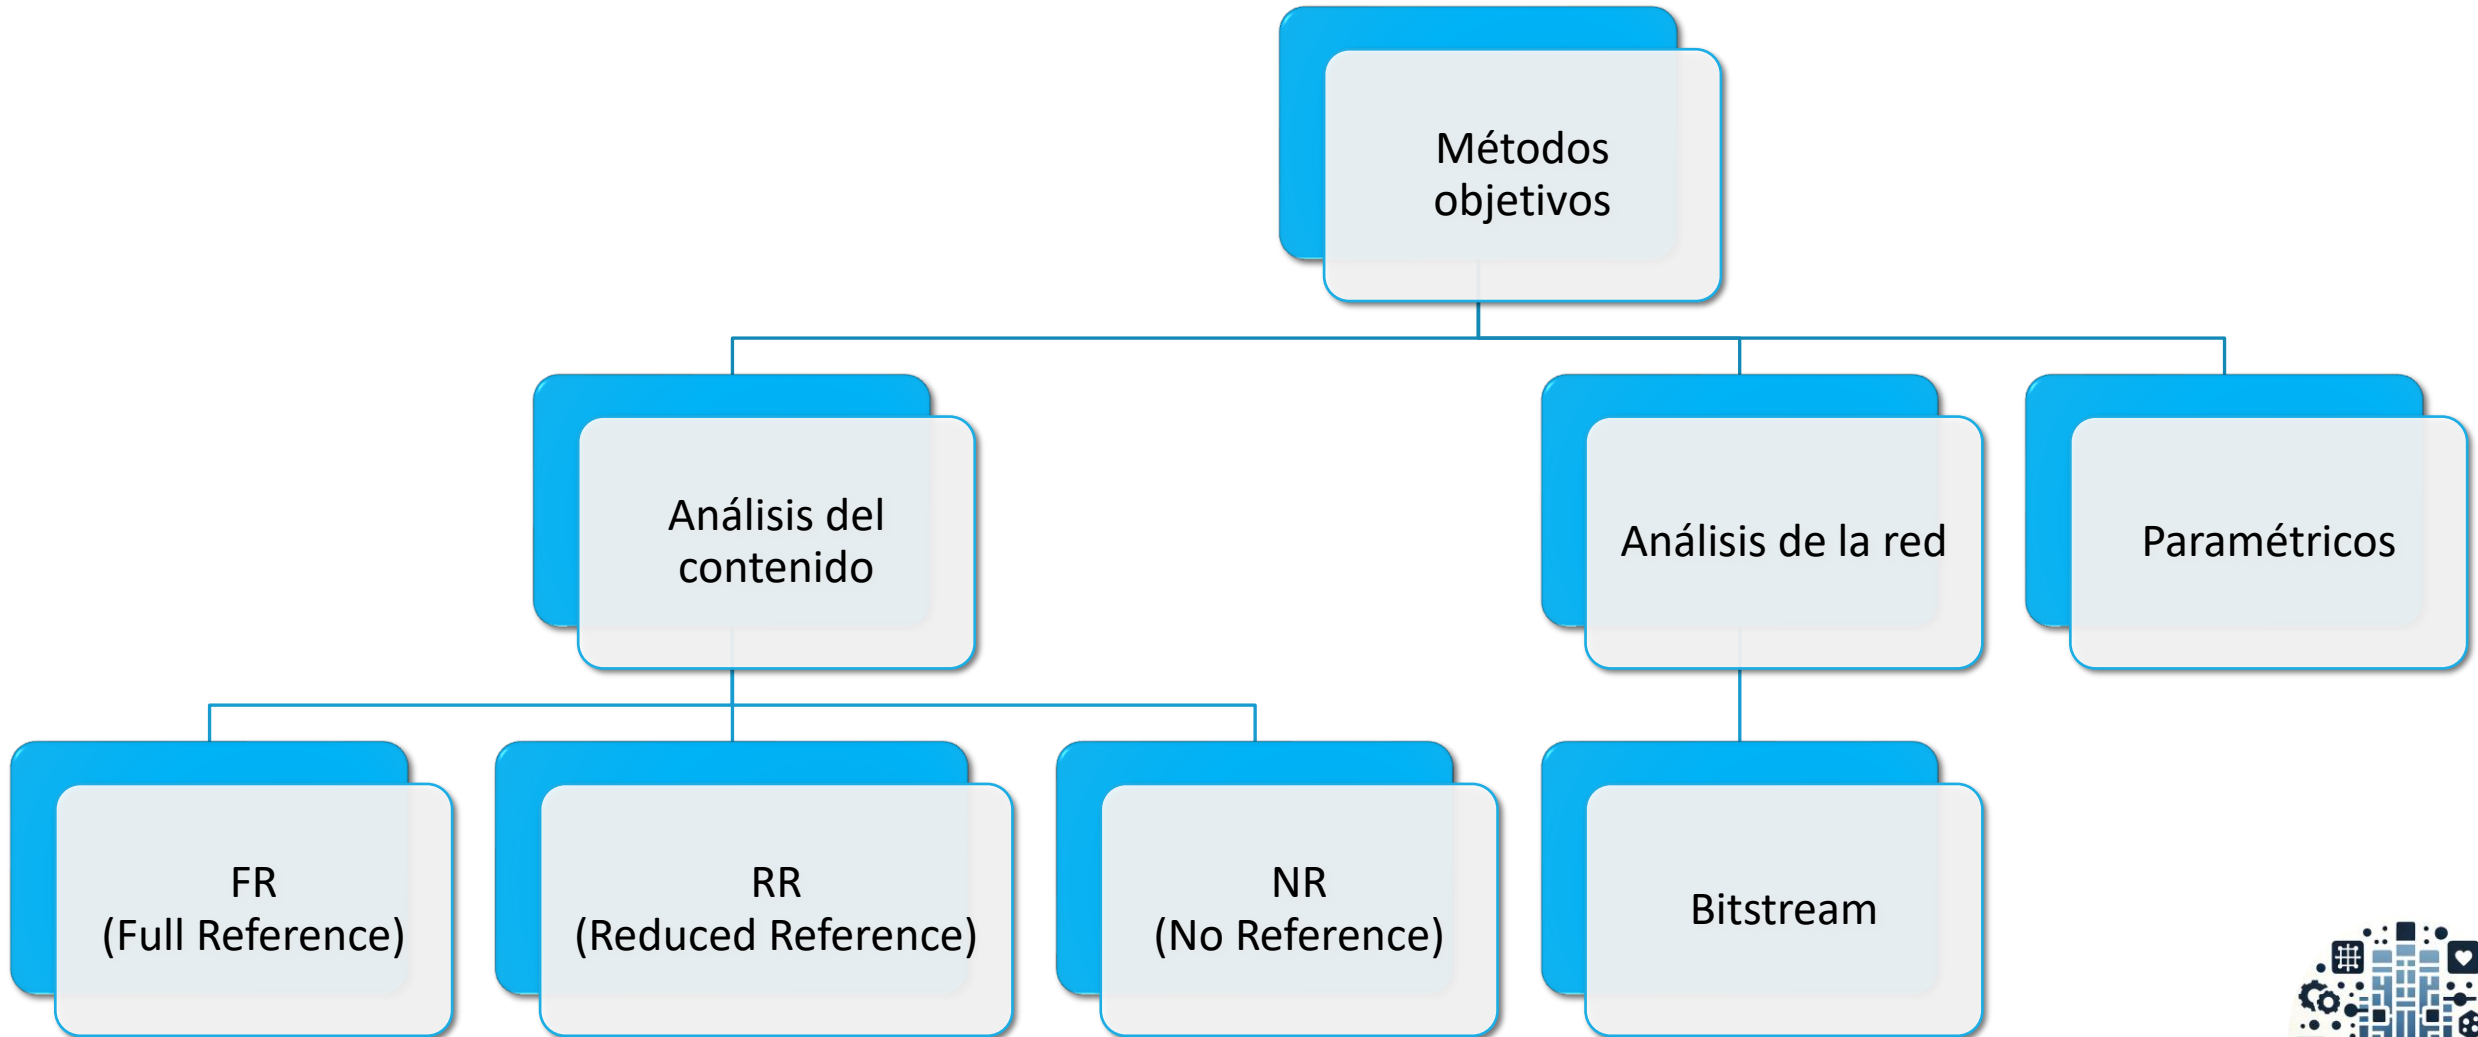 Métodos
objetivos
Análisis del
contenido
Análisis de la red
Paramétricos
FR
(Full Reference)
RR
(Reduced Reference)
NR
(No Reference)
Bitstream